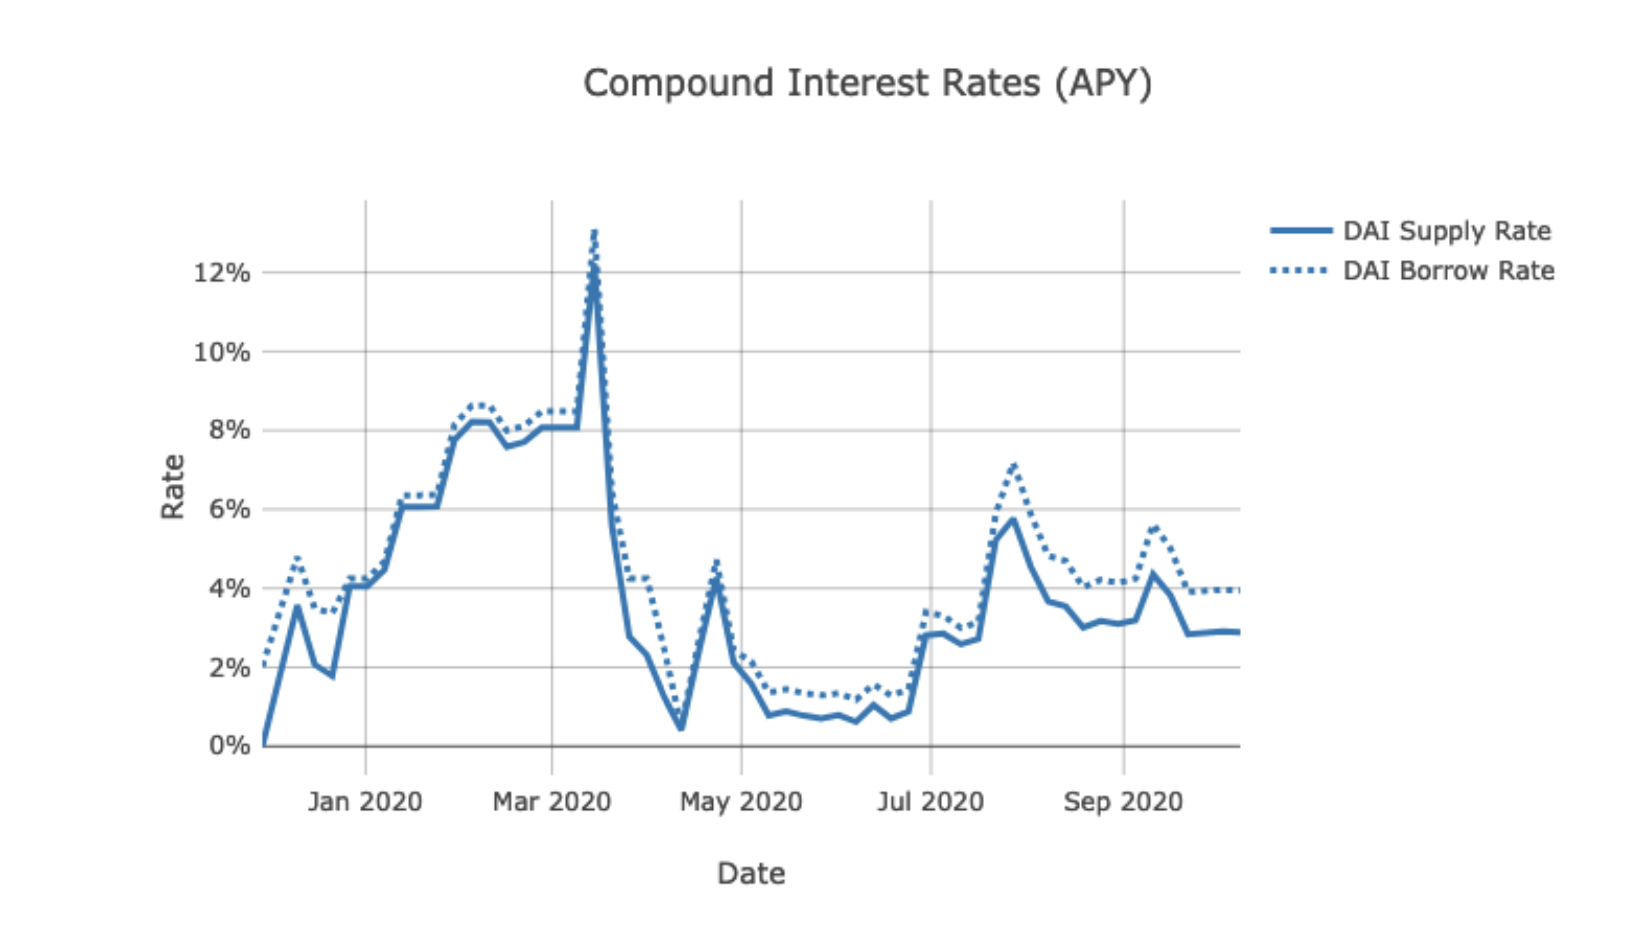 Compound Interest Rates (APY)
DAI Supply Rate
DAI Borrow Rate
12%
10%
8%
6%
4%
2%
0%
Rate
Jan 2020
Mar 2020
May 2020
Jul 2020
Sep 2020
Date